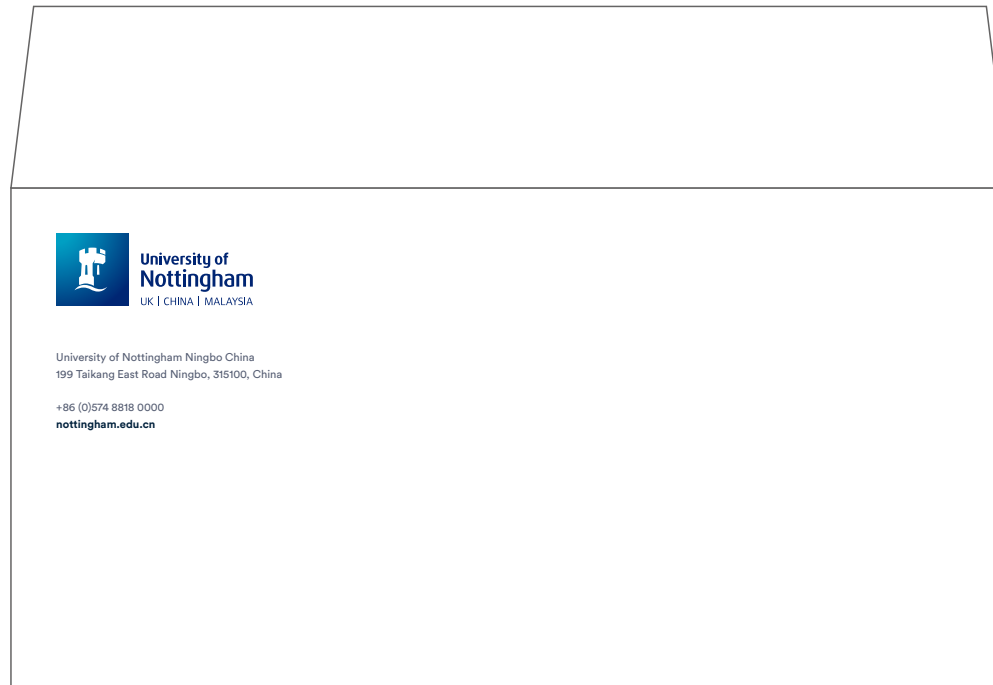 University of
Nottingham
UK | CHINA | MALAYSIA
University of Nottingham Ningbo China
199 Taikang East Road Ningbo, 315100, China
+86 (0)574 8818 0000
nottingham.edu.cn